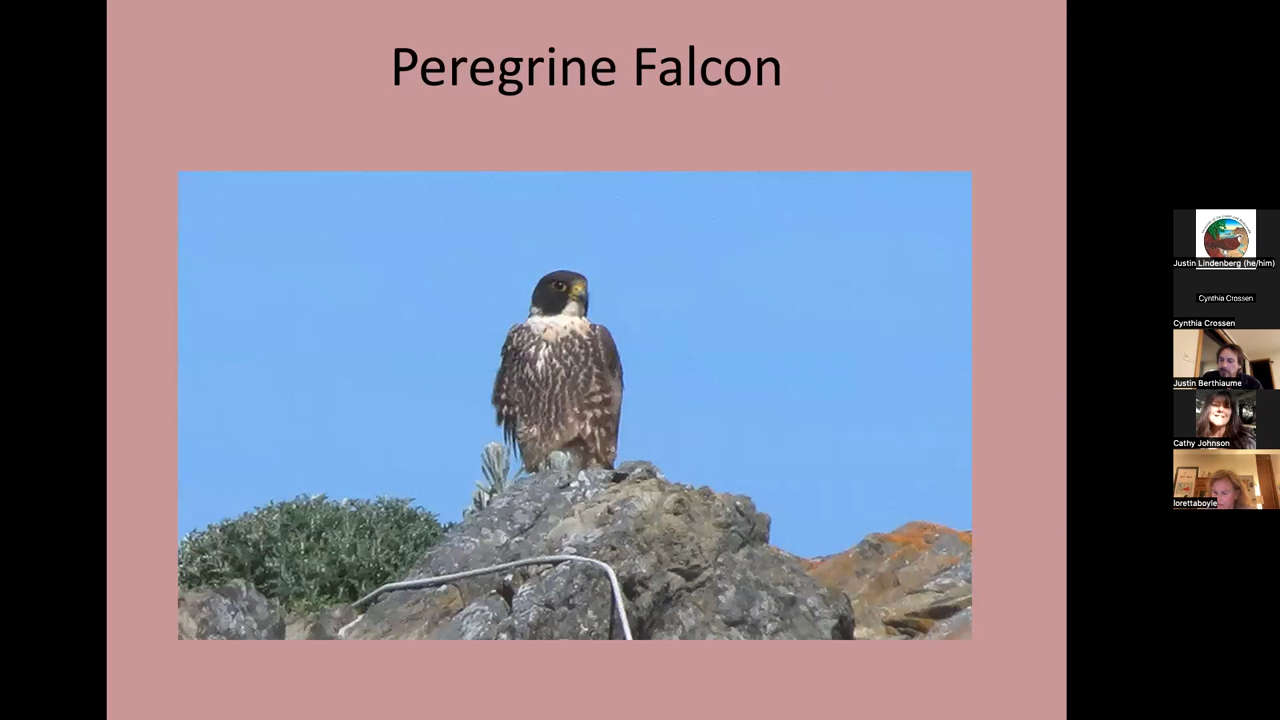 Peregrine Falcon
Justin Lindenberg (he/him)
Cynthia Crossen
Cynthia Crossen
Justin Berthiaume
Cathy Johnson
lorettaboyle